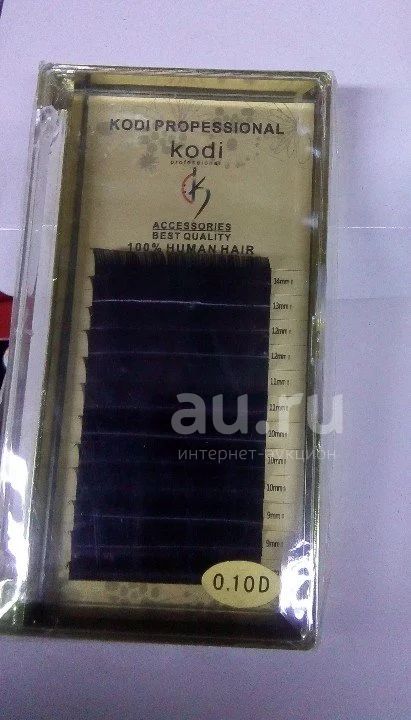 KODI PROPESSIONAL
kodi
professional
ACCESSORIES
BEST QUALITY
100% HUMAN HAIR
14mm
13mm
12mm
12mm
11mm
11mm
10mm
10mm
10mm
9mm
9mm
au.ru
интернет-аукцион
0.10D